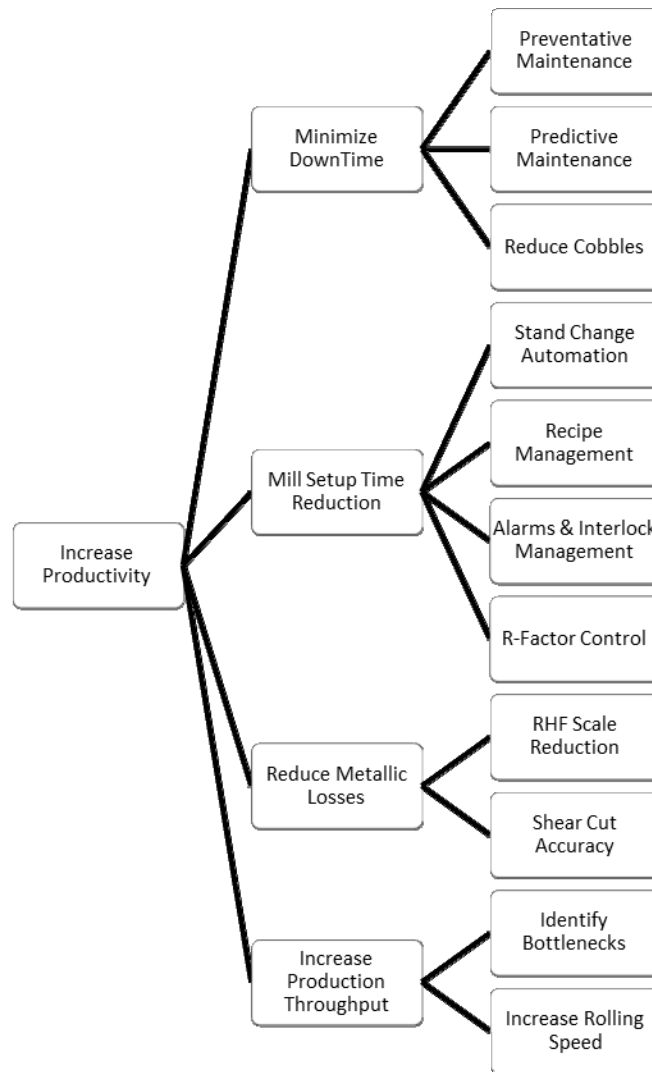 Preventative
Maintenance
Minimize
DownTime
Predictive
Maintenance
Reduce Cobbles
Stand Change
Automation
Recipe
Management
Mill Setup Time
Reduction
Alarms & Interlock
Management
Increase
Productivity
R-Factor Control
RHF Scale
Reduction
Reduce Metallic
Losses
Shear Cut
Accuracy
Identify
Bottlenecks
Increase
Production
Throughput
Increase Rolling
Speed